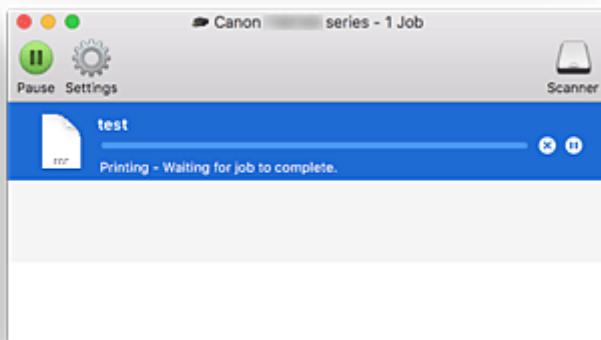 Canon series - 1 Job
Pause Settings Scanner
test
Printing - Waiting for job to complete.